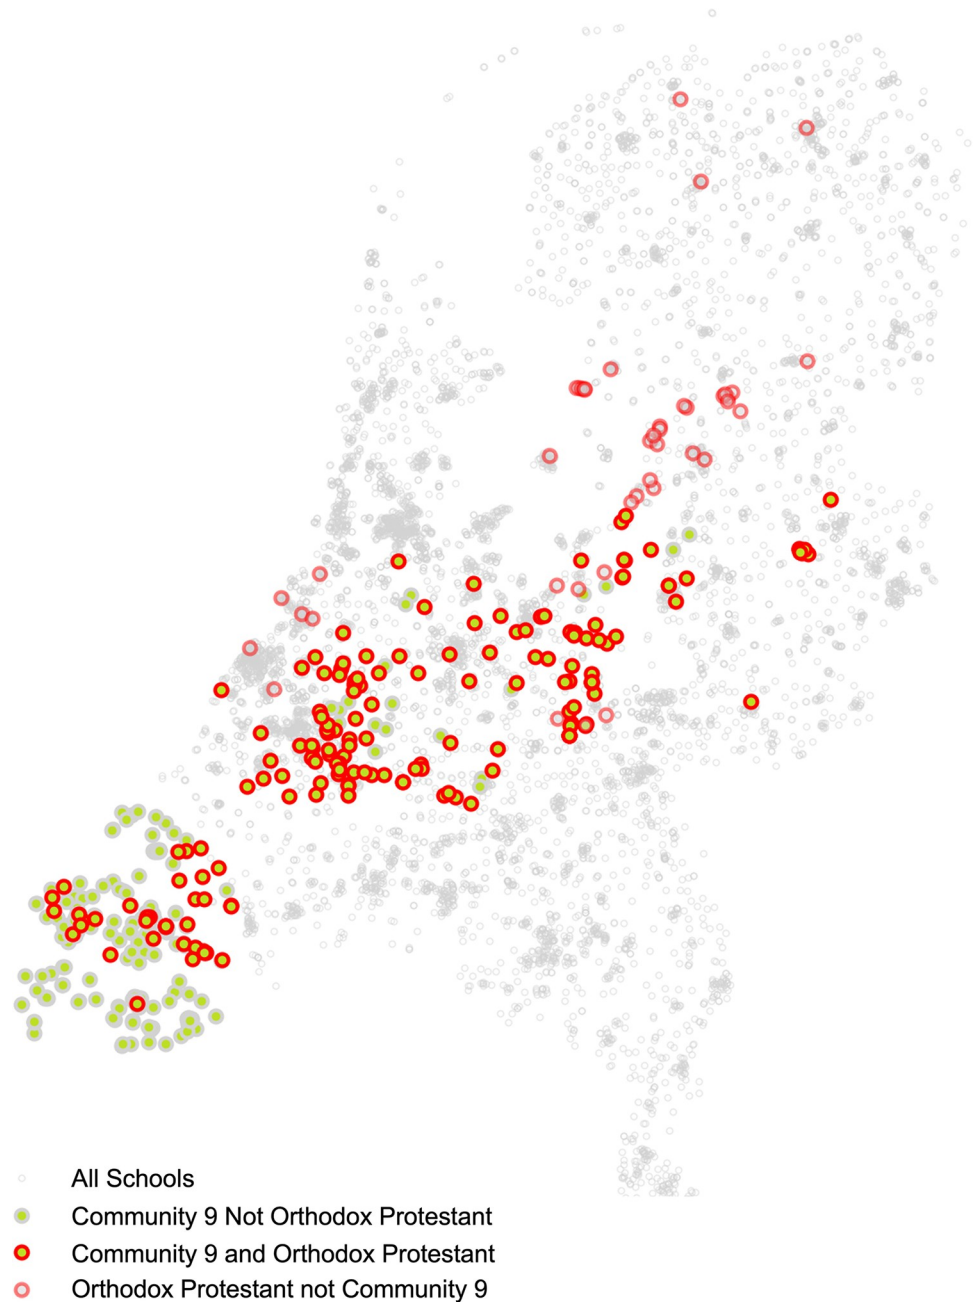 All Schools
Community 9 Not Orthodox Protestant
Community 9 and Orthodox Protestant
Orthodox Protestant not Community 9